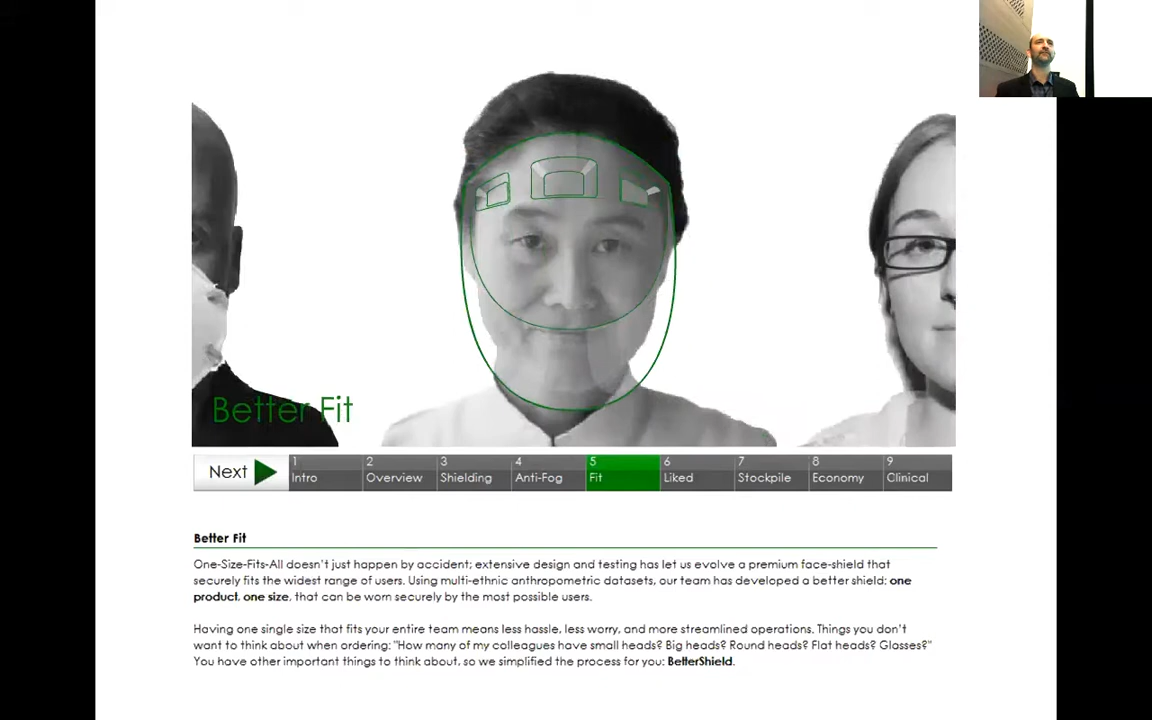 Better Fit
Next
1 Intro
2 Overview
3 Shielding
4 Anti-Fog
5 Fit
6 Liked
7 Stockpile
8 Economy
9 Clinical
Better Fit
One-Size-Fits-All doesn't just happen by accident; extensive design and testing has let us evolve a premium face-shield that
securely fits the widest range of users. Using multi-ethnic anthropometric datasets, our team has developed a better shield: one
product, one size, that can be worn securely by the most possible users.
Having one single size that fits your entire team means less hassle, less worry, and more streamlined operations. Things you don't
want to think about when ordering: "How many of my colleagues have small heads? Big heads? Round heads? Flat heads? Glasses?"
You have other important things to think about, so we simplified the process for you: BetterShield.